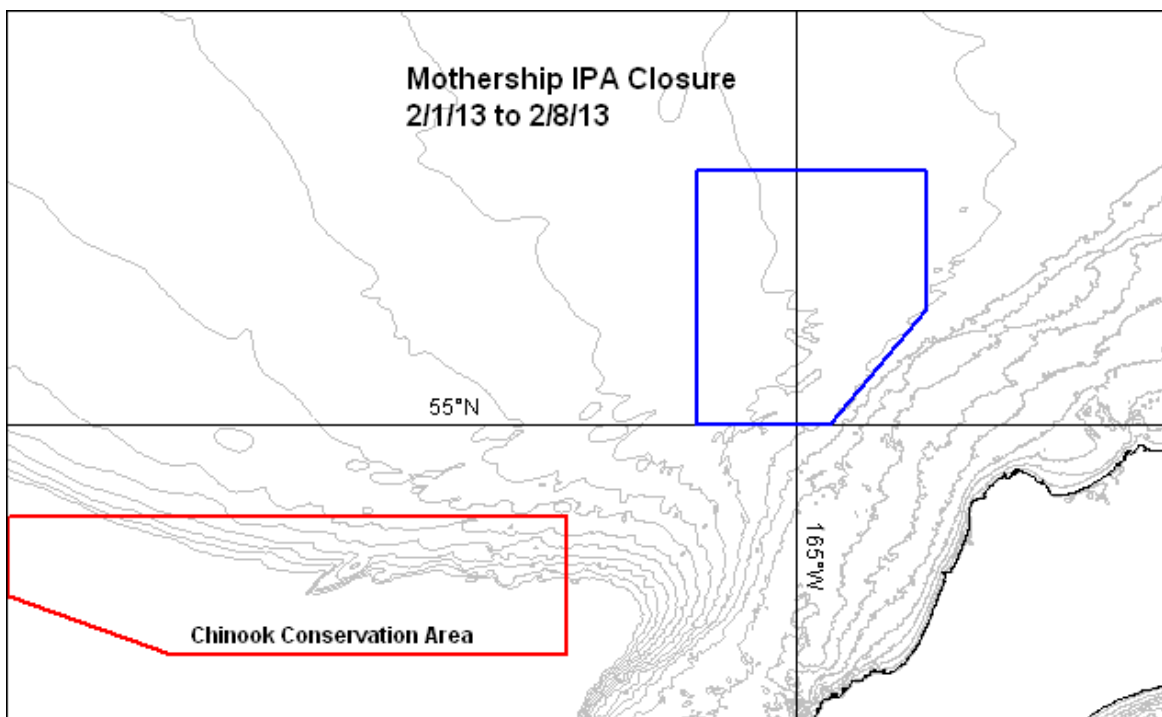 Mothership IPA Closure
2/1/13 to 2/8/13
55°N
165°W
Chinook Conservation Area